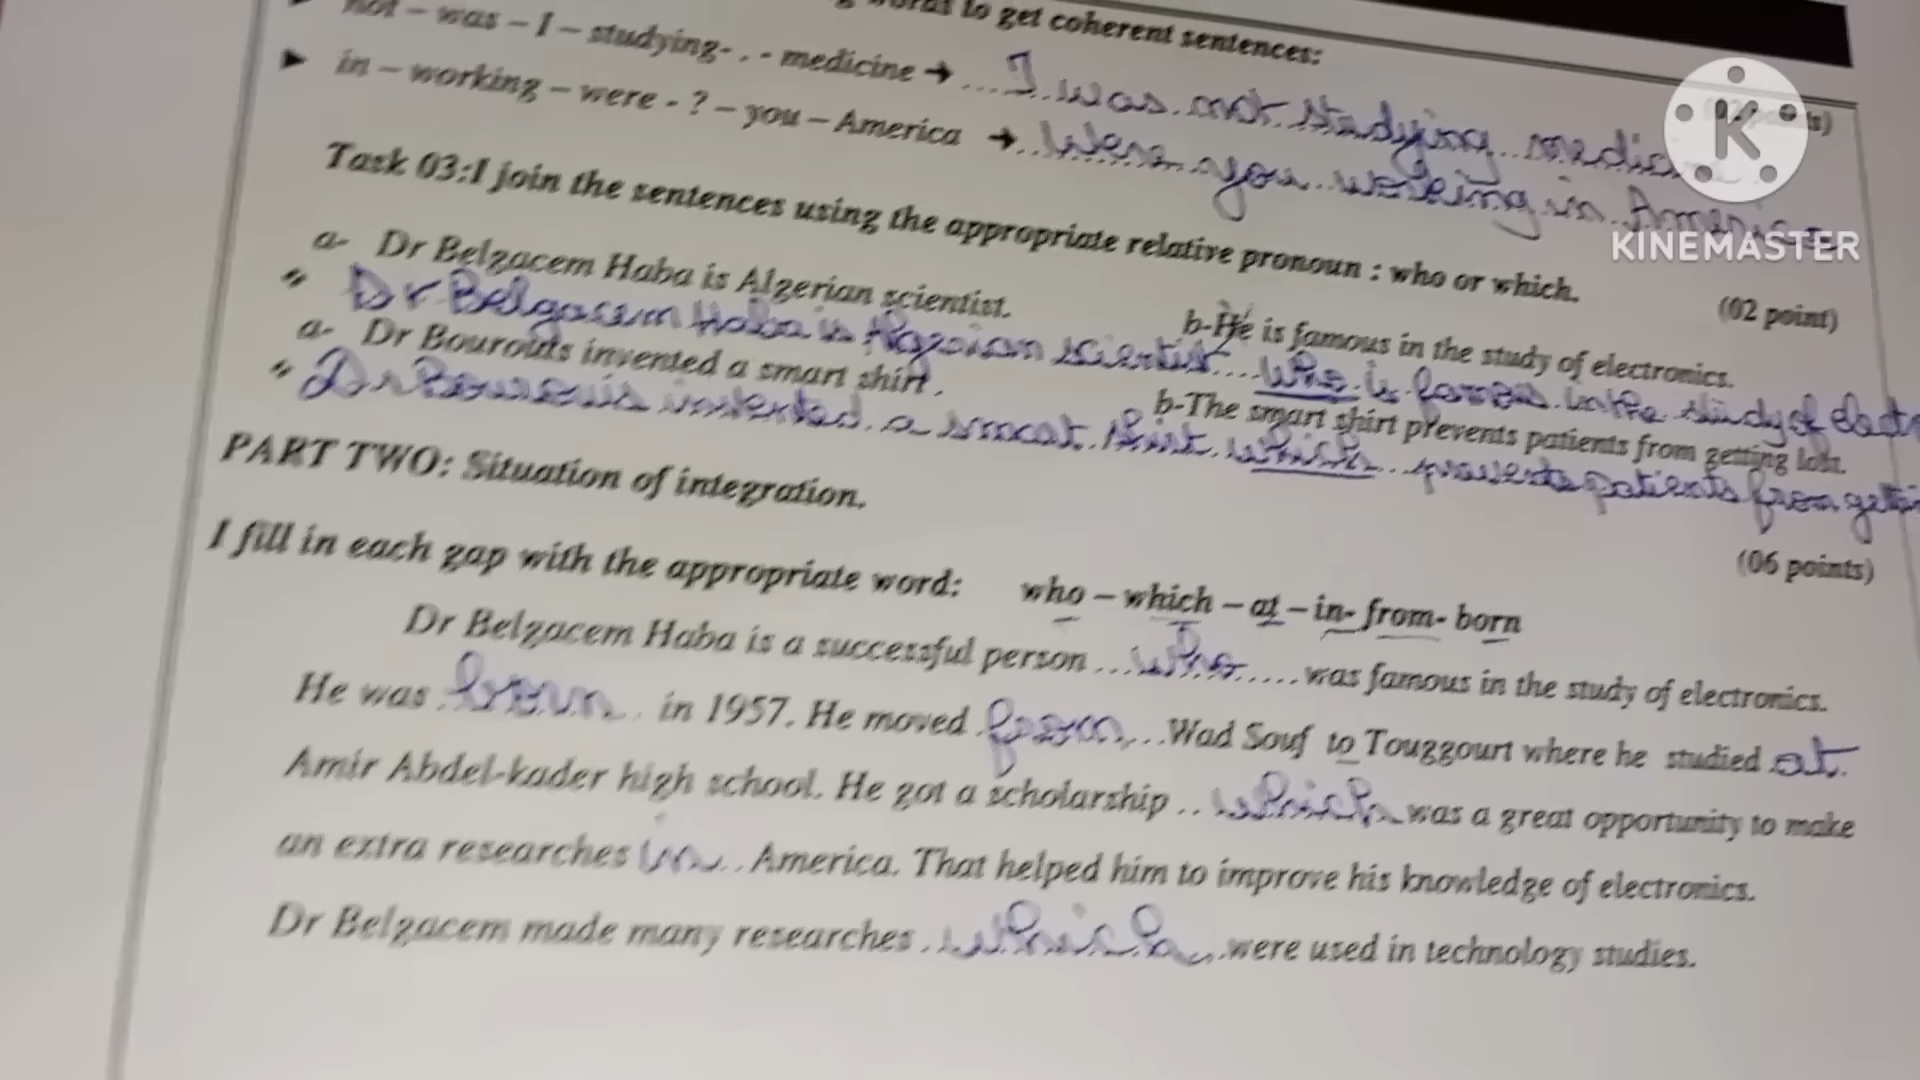 words to get coherent sentences:
not – was – I – studying- . - medicine → ...I was not studying
(02 points)
► in – working – were - ? – you – America → Were you working in America
Task 03:I join the sentences using the appropriate relative pronoun : who or which.
(02 point)
a- Dr Belgacem Haba is Algerian scientist. b-He is famous in the study of electronics.
Dr Belgacem Haba is Algerian scientist....who is famous in the study of
a- Dr Bourouis invented a smart shirt. b-The smart shirt prevents patients from getting lost.
Dr Bourouis invented a smart shirt which prevents patients from
PART TWO: Situation of integration.
(06 points)
I fill in each gap with the appropriate word: who – which – at – in- from- born
Dr Belgacem Haba is a successful person ...who..... was famous in the study of electronics.
He was born in 1957. He moved from... Wad Souf to Touggourt where he studied at
Amir Abdel-kader high school. He got a scholarship .. which was a great opportunity to make
an extra researches in.. America. That helped him to improve his knowledge of electronics.
Dr Belgacem made many researches .which.. were used in technology studies.
K
KINEMASTER